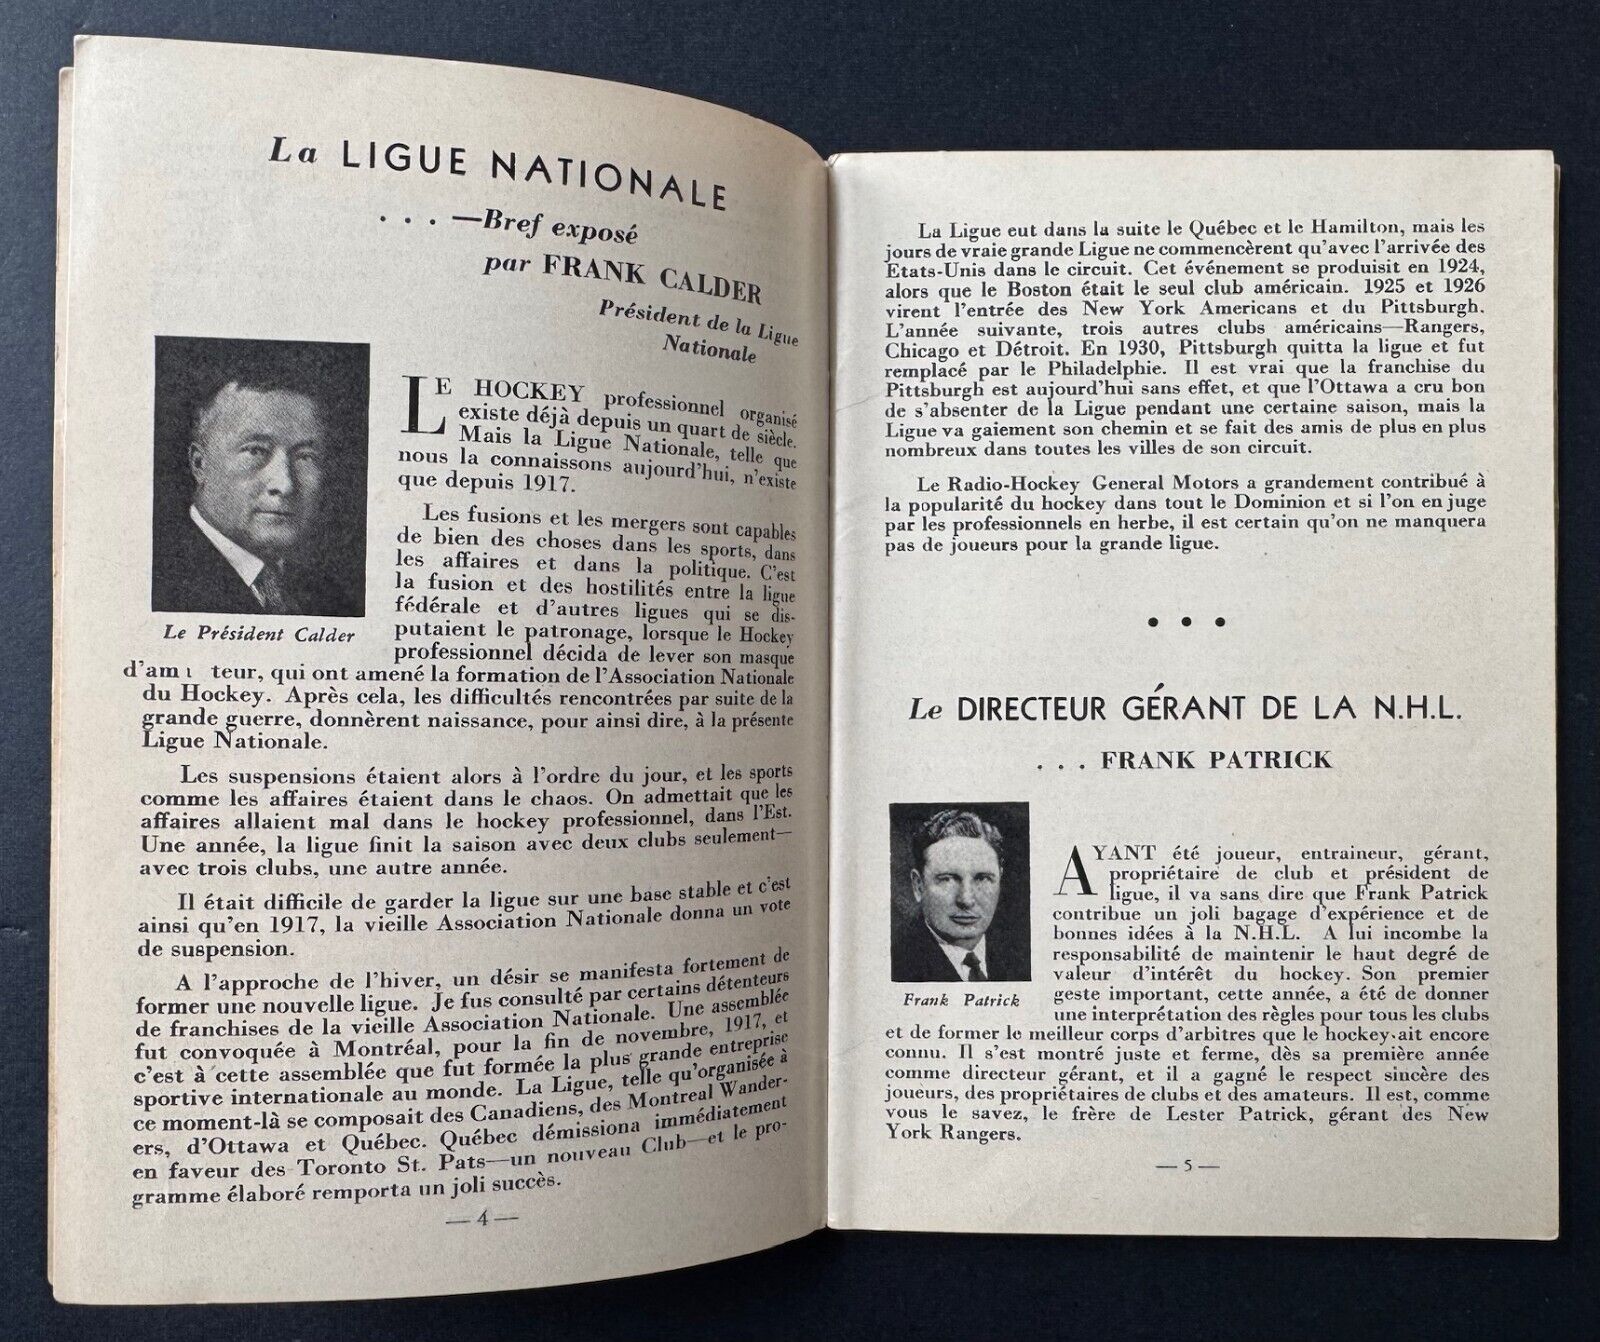 La LIGUE NATIONALE
. . . —Bref exposé
par FRANK CALDER
Président de la Ligue
Nationale
LE HOCKEY professionnel organisé
existe déjà depuis un quart de siècle.
Mais la Ligue Nationale, telle que
nous la connaissons aujourd'hui, n'existe
que depuis 1917.
Les fusions et les mergers sont capables
de bien des choses dans les sports, dans
les affaires et dans la politique. C'est
la fusion et des hostilités entre la ligue
fédérale et d'autres ligues qui se dis-
putaient le patronage, lorsque le Hockey
professionnel décida de lever son masque
Le Président Calder
d'am teur, qui ont amené la formation de l'Association Nationale
du Hockey. Après cela, les difficultés rencontrées par suite de la
grande guerre, donnèrent naissance, pour ainsi dire, à la présente
Ligue Nationale.
Les suspensions étaient alors à l'ordre du jour, et les sports
comme les affaires étaient dans le chaos. On admettait que les
affaires allaient mal dans le hockey professionnel, dans l'Est.
Une année, la ligue finit la saison avec deux clubs seulement—
avec trois clubs, une autre année.
Il était difficile de garder la ligue sur une base stable et c'est
ainsi qu'en 1917, la vieille Association Nationale donna un vote
de suspension.
A l'approche de l'hiver, un désir se manifesta fortement de
former une nouvelle ligue. Je fus consulté par certains détenteurs
de franchises de la vieille Association Nationale. Une assemblée
fut convoquée à Montréal, pour la fin de novembre, 1917, et
c'est à cette assemblée que fut formée la plus grande entreprise
sportive internationale au monde. La Ligue, telle qu'organisée à
ce moment-là se composait des Canadiens, des Montreal Wander-
ers, d'Ottawa et Québec. Québec démissiona immédiatement
en faveur des Toronto St. Pats—un nouveau Club—et le pro-
gramme élaboré remporta un joli succès.
— 4 —
La Ligue eut dans la suite le Québec et le Hamilton, mais les
jours de vraie grande Ligue ne commencèrent qu'avec l'arrivée des
Etats-Unis dans le circuit. Cet événement se produisit en 1924,
alors que le Boston était le seul club américain. 1925 et 1926
virent l'entrée des New York Americans et du Pittsburgh.
L'année suivante, trois autres clubs américains—Rangers,
Chicago et Détroit. En 1930, Pittsburgh quitta la ligue et fut
remplacé par le Philadelphie. Il est vrai que la franchise du
Pittsburgh est aujourd'hui sans effet, et que l'Ottawa a cru bon
de s'absenter de la Ligue pendant une certaine saison, mais la
Ligue va gaiement son chemin et se fait des amis de plus en plus
nombreux dans toutes les villes de son circuit.
Le Radio-Hockey General Motors a grandement contribué à
la popularité du hockey dans tout le Dominion et si l'on en juge
par les professionnels en herbe, il est certain qu'on ne manquera
pas de joueurs pour la grande ligue.
• • •
Le DIRECTEUR GÉRANT DE LA N.H.L.
. . . FRANK PATRICK
AYANT été joueur, entraineur, gérant,
propriétaire de club et président de
ligue, il va sans dire que Frank Patrick
contribue un joli bagage d'expérience et de
bonnes idées à la N.H.L. A lui incombe la
responsabilité de maintenir le haut degré de
valeur d'intérêt du hockey. Son premier
geste important, cette année, a été de donner
une interprétation des règles pour tous les clubs
Frank Patrick
et de former le meilleur corps d'arbitres que le hockey ait encore
connu. Il s'est montré juste et ferme, dès sa première année
comme directeur gérant, et il a gagné le respect sincère des
joueurs, des propriétaires de clubs et des amateurs. Il est, comme
vous le savez, le frère de Lester Patrick, gérant des New
York Rangers.
— 5 —